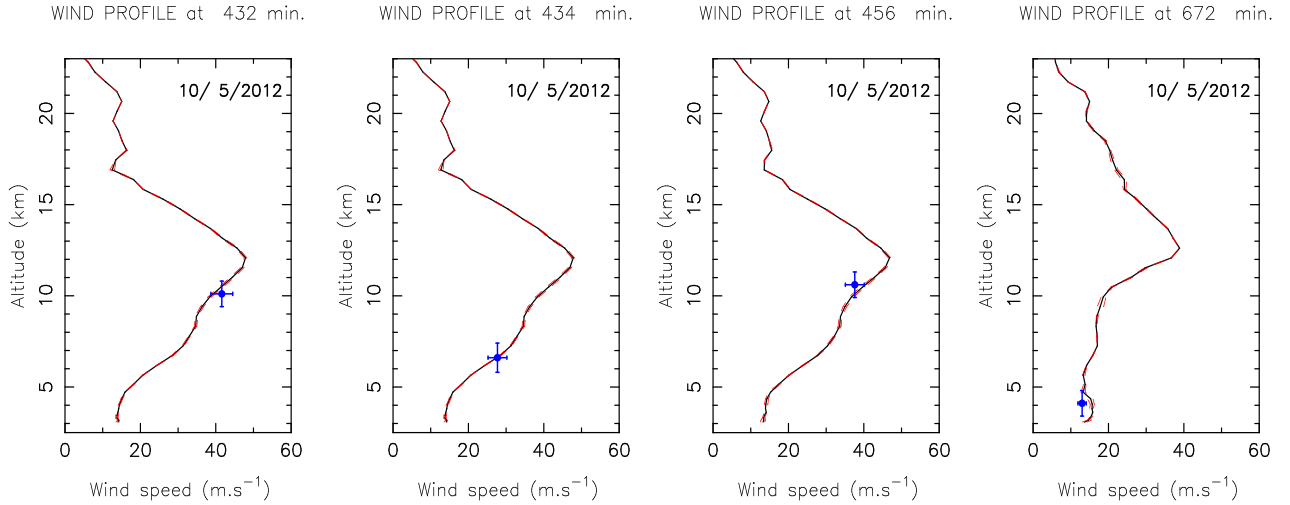 WIND PROFILE at 432 min.
10/ 5/2012
20
15
10
5
Altitude (km)
0 20 40 60
Wind speed (m.s⁻¹)
WIND PROFILE at 434 min.
10/ 5/2012
20
15
10
5
Altitude (km)
0 20 40 60
Wind speed (m.s⁻¹)
WIND PROFILE at 456 min.
10/ 5/2012
20
15
10
5
Altitude (km)
0 20 40 60
Wind speed (m.s⁻¹)
WIND PROFILE at 672 min.
10/ 5/2012
20
15
10
5
Altitude (km)
0 20 40 60
Wind speed (m.s⁻¹)